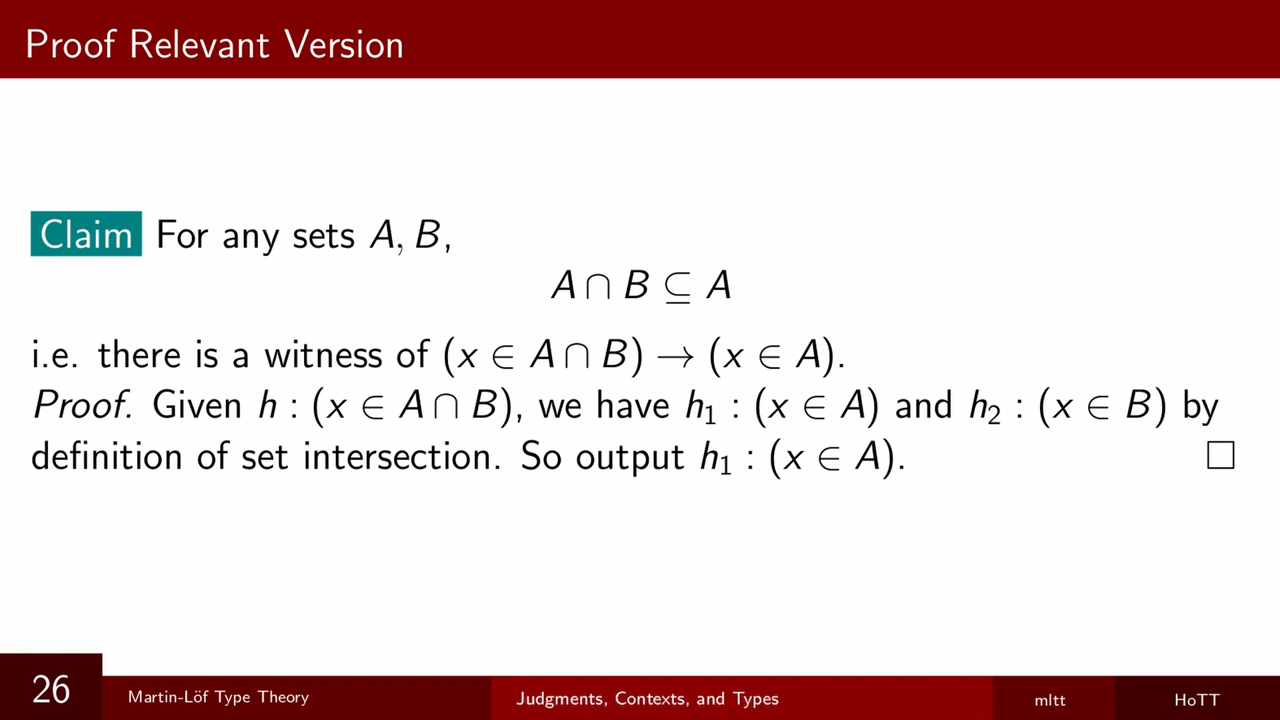 Proof Relevant Version
Claim For any sets A, B,
A ∩ B ⊆ A
i.e. there is a witness of (x ∈ A ∩ B) → (x ∈ A).
Proof. Given h : (x ∈ A ∩ B), we have h₁ : (x ∈ A) and h₂ : (x ∈ B) by
definition of set intersection. So output h₁ : (x ∈ A). □
26 Martin-Löf Type Theory Judgments, Contexts, and Types mltt HoTT